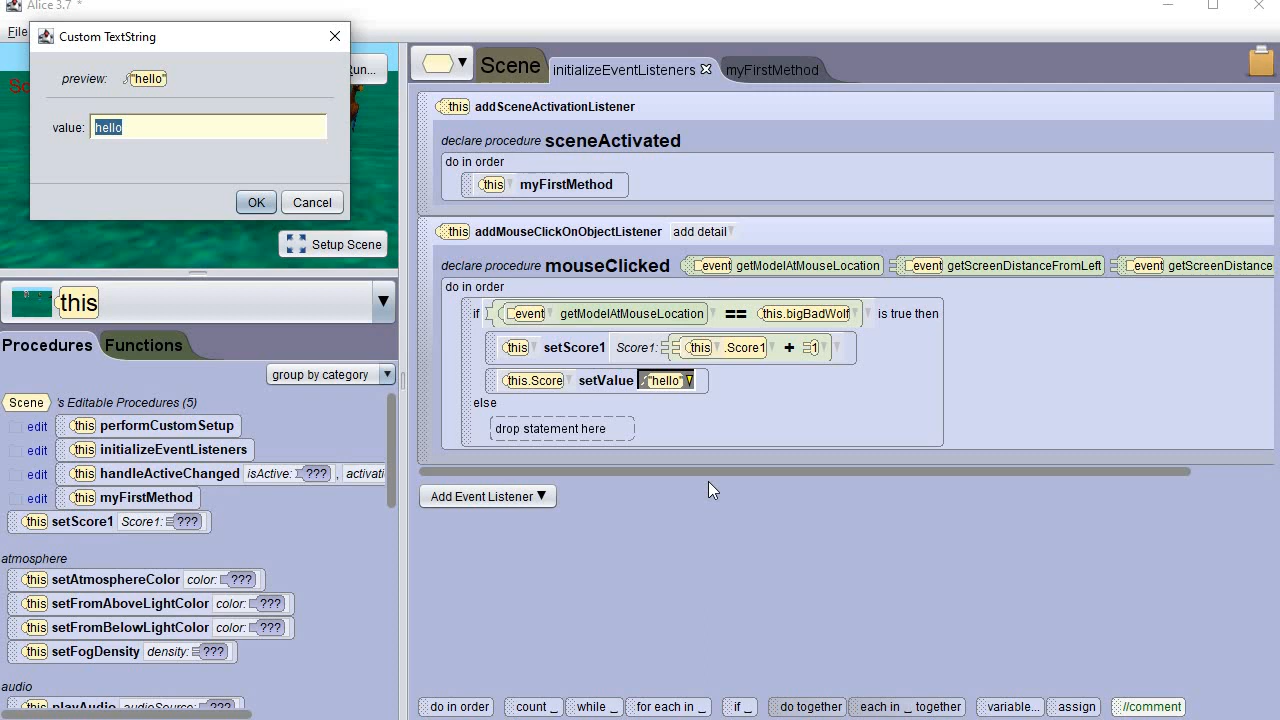 Alice 3.7 *
File
Custom TextString
preview: "hello"
value: hello
OK Cancel
Setup Scene
this
Procedures Functions
group by category
Scene 's Editable Procedures (5)
edit this performCustomSetup
edit this initializeEventListeners
edit this handleActiveChanged isActive: ??? ,
edit this myFirstMethod
this setScore1 Score1: ???
atmosphere
this setAtmosphereColor color: ???
this setFromAboveLightColor color: ???
this setFromBelowLightColor color: ???
this setFogDensity density: ???
audio
this playAudio audioSource: ???
Scene initializeEventListeners myFirstMethod
this addSceneActivationListener
declare procedure sceneActivated
do in order
this myFirstMethod
this addMouseClickOnObjectListener add detail
declare procedure mouseClicked event getModelAtMouseLocation event getScreenDistanceFromLeft event getScreenDistance
do in order
if event getModelAtMouseLocation == this.bigBadWolf is true then
this setScore1 Score1: this .Score1 + 1
this.Score setValue "hello"
else
drop statement here
Add Event Listener
do in order count _ while _ for each in _ if _ do together each in _ together variable... assign //comment